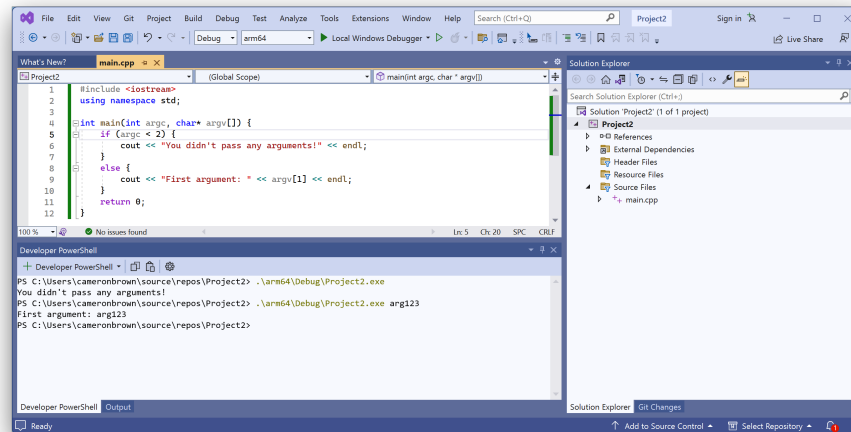 File Edit View Git Project Build Debug Test Analyze Tools Extensions Window Help Search (Ctrl+Q) Project2 Sign in
Debug arm64 Local Windows Debugger Live Share
What's New? main.cpp
Project2 (Global Scope) main(int argc, char * argv[])
1 #include <iostream>
2 using namespace std;
3
4 int main(int argc, char* argv[]) {
5 if (argc < 2) {
6 cout << "You didn't pass any arguments!" << endl;
7 }
8 else {
9 cout << "First argument: " << argv[1] << endl;
10 }
11 return 0;
12 }
100 % No issues found Ln: 5 Ch: 20 SPC CRLF
Developer PowerShell
Developer PowerShell
PS C:\Users\cameronbrown\source\repos\Project2> .\arm64\Debug\Project2.exe
You didn't pass any arguments!
PS C:\Users\cameronbrown\source\repos\Project2> .\arm64\Debug\Project2.exe arg123
First argument: arg123
PS C:\Users\cameronbrown\source\repos\Project2>
Developer PowerShell Output
Solution Explorer
Search Solution Explorer (Ctrl+;)
Solution 'Project2' (1 of 1 project)
Project2
References
External Dependencies
Header Files
Resource Files
Source Files
main.cpp
Solution Explorer Git Changes
Ready Add to Source Control Select Repository 1